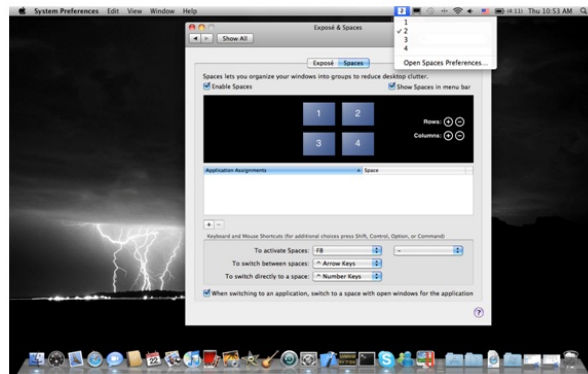 System Preferences Edit View Window Help
2
(4:11) Thu 10:53 AM
1
✓ 2
3
4
Open Spaces Preferences...
Exposé & Spaces
Show All
Exposé Spaces
Spaces lets you organize your windows into groups to reduce desktop clutter.
Enable Spaces Show Spaces in menu bar
1 2
3 4
Rows:
Columns:
Application Assignments Space
Keyboard and Mouse Shortcuts (for additional choices press Shift, Control, Option, or Command)
To activate Spaces: F8 –
To switch between spaces: ^ Arrow Keys
To switch directly to a space: ^ Number Keys
When switching to an application, switch to a space with open windows for the application
?